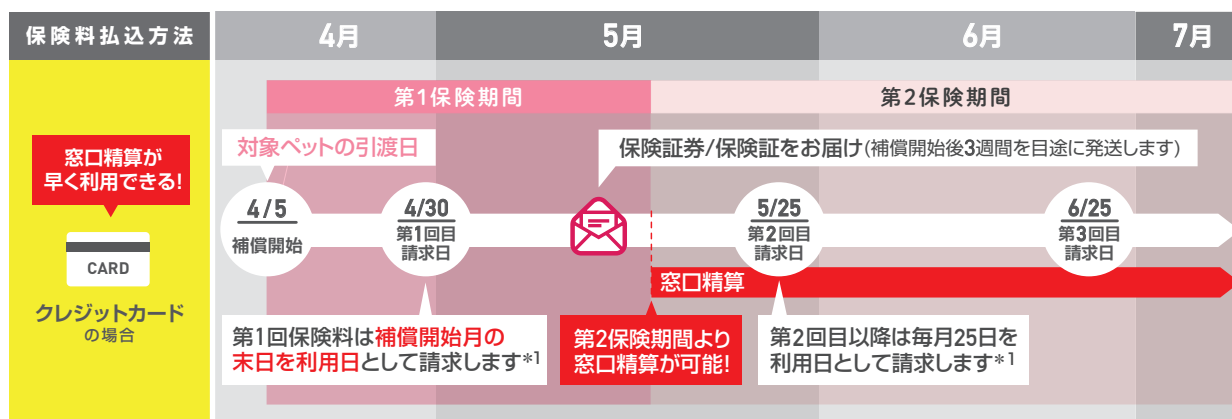 保険料払込方法
4月
5月
6月
7月
第1保険期間
第2保険期間
窓口精算が
早く利用できる!
CARD
クレジットカード
の場合
対象ペットの引渡日
保険証券/保険証をお届け(補償開始後3週間を目途に発送します)
4/5
補償開始
4/30
第1回目
請求日
5/25
第2回目
請求日
6/25
第3回目
請求日
窓口精算
第1回保険料は補償開始月の
末日を利用日として請求します*1
第2保険期間より
窓口精算が可能!
第2回目以降は毎月25日を
利用日として請求します*1